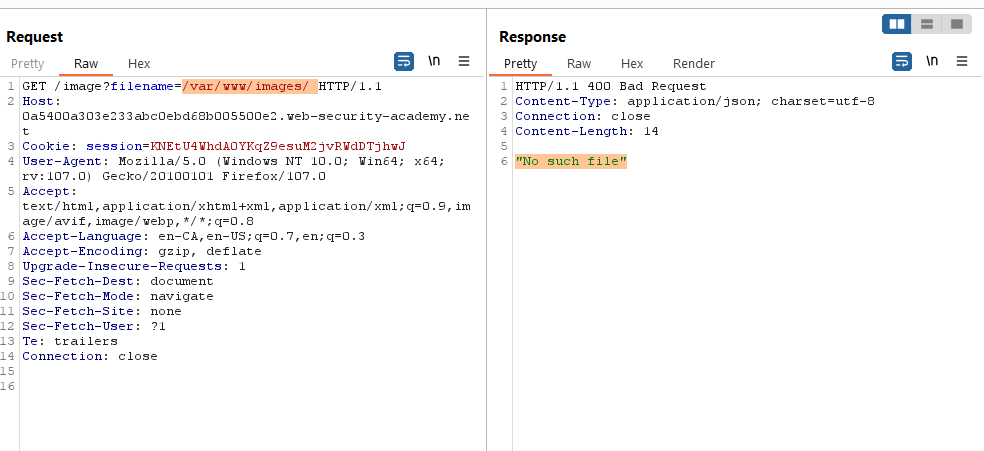 Request
Pretty Raw Hex \n
1 GET /image?filename=/var/www/images/ HTTP/1.1
2 Host:
0a5400a303e233abc0ebd68b005500e2.web-security-academy.ne
t
3 Cookie: session=KNEtU4WhdAOYKqZ9esuM2jvRWdDTjhwJ
4 User-Agent: Mozilla/5.0 (Windows NT 10.0; Win64; x64;
rv:107.0) Gecko/20100101 Firefox/107.0
5 Accept:
text/html,application/xhtml+xml,application/xml;q=0.9,im
age/avif,image/webp,*/*;q=0.8
6 Accept-Language: en-CA,en-US;q=0.7,en;q=0.3
7 Accept-Encoding: gzip, deflate
8 Upgrade-Insecure-Requests: 1
9 Sec-Fetch-Dest: document
10 Sec-Fetch-Mode: navigate
11 Sec-Fetch-Site: none
12 Sec-Fetch-User: ?1
13 Te: trailers
14 Connection: close
15
16
Response
Pretty Raw Hex Render \n
1 HTTP/1.1 400 Bad Request
2 Content-Type: application/json; charset=utf-8
3 Connection: close
4 Content-Length: 14
5
6 "No such file"